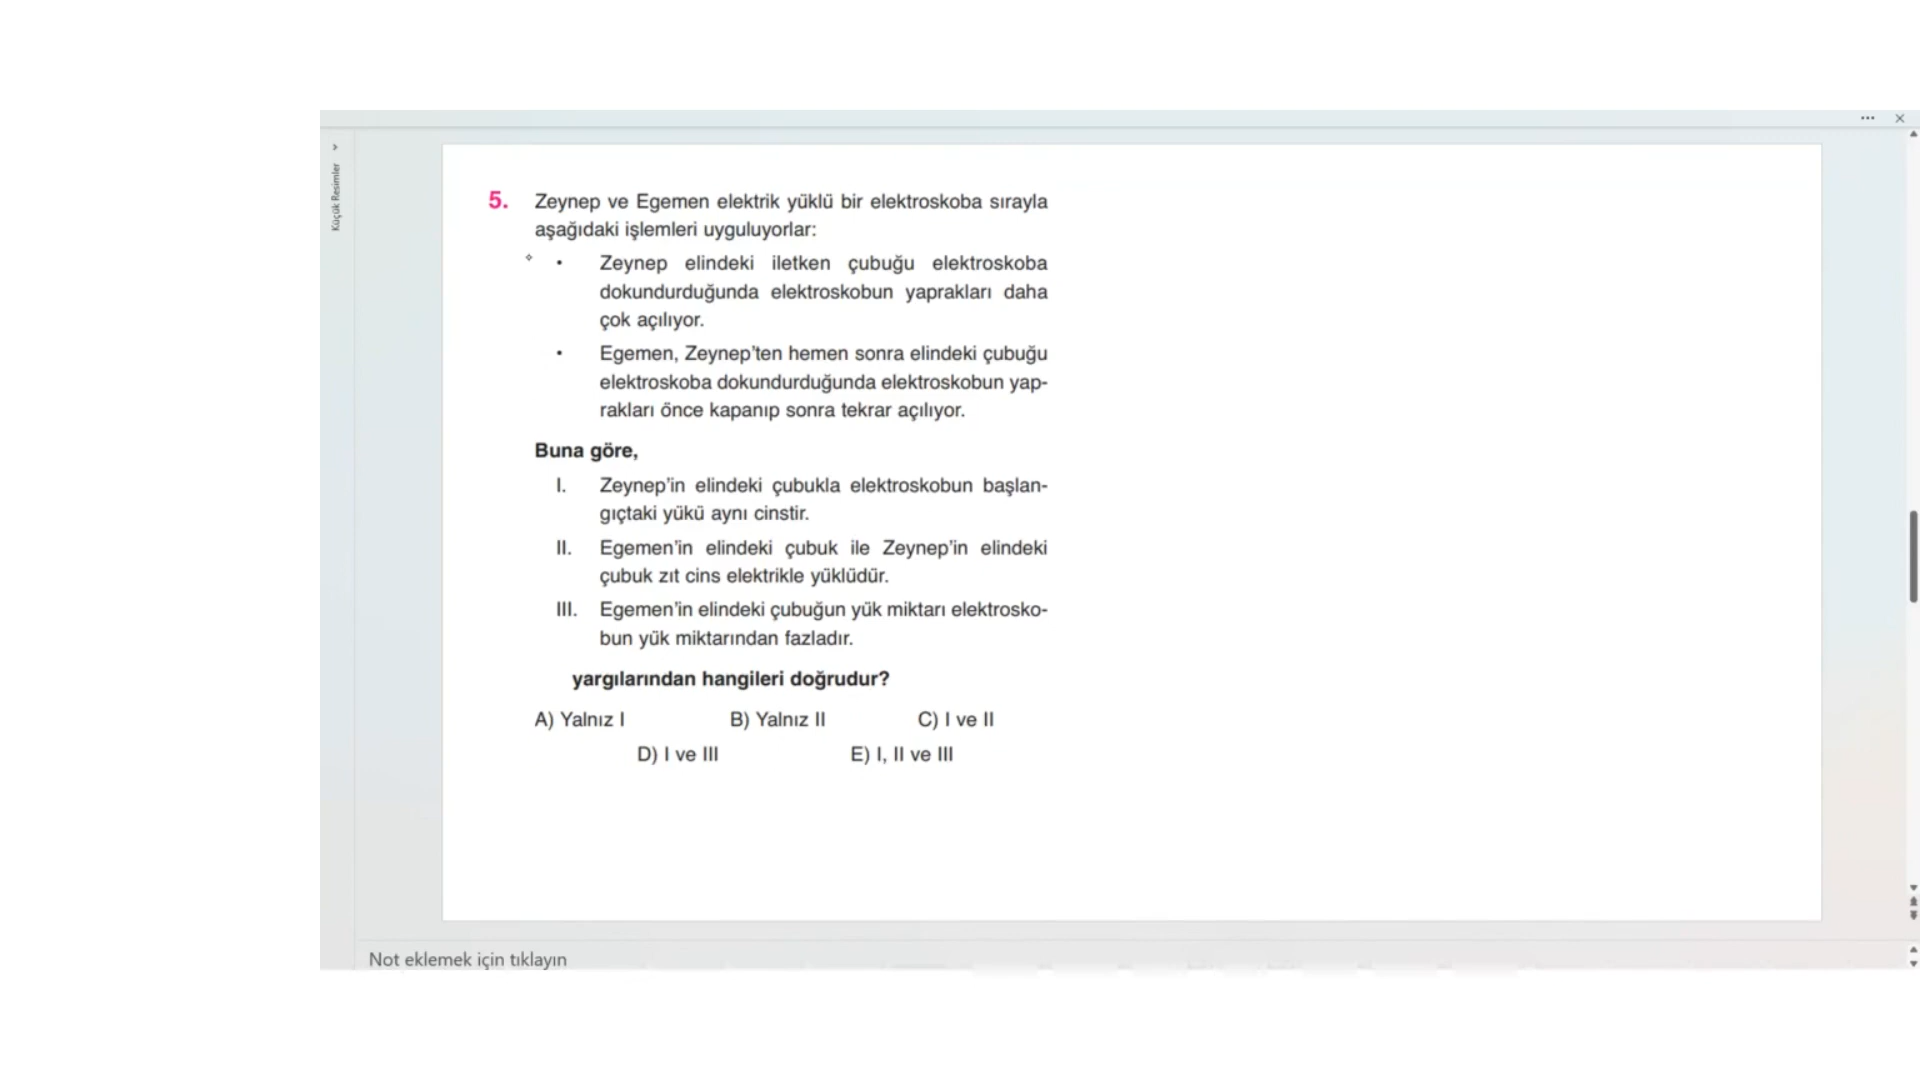 Küçük Resimler
5. Zeynep ve Egemen elektrik yüklü bir elektroskoba sırayla
aşağıdaki işlemleri uyguluyorlar:
• Zeynep elindeki iletken çubuğu elektroskoba
dokundurduğunda elektroskobun yaprakları daha
çok açılıyor.
• Egemen, Zeynep’ten hemen sonra elindeki çubuğu
elektroskoba dokundurduğunda elektroskobun yap-
rakları önce kapanıp sonra tekrar açılıyor.
Buna göre,
I. Zeynep’in elindeki çubukla elektroskobun başlan-
gıçtaki yükü aynı cinstir.
II. Egemen’in elindeki çubuk ile Zeynep’in elindeki
çubuk zıt cins elektrikle yüklüdür.
III. Egemen’in elindeki çubuğun yük miktarı elektrosko-
bun yük miktarından fazladır.
yargılarından hangileri doğrudur?
A) Yalnız I B) Yalnız II C) I ve II
D) I ve III E) I, II ve III
Not eklemek için tıklayın